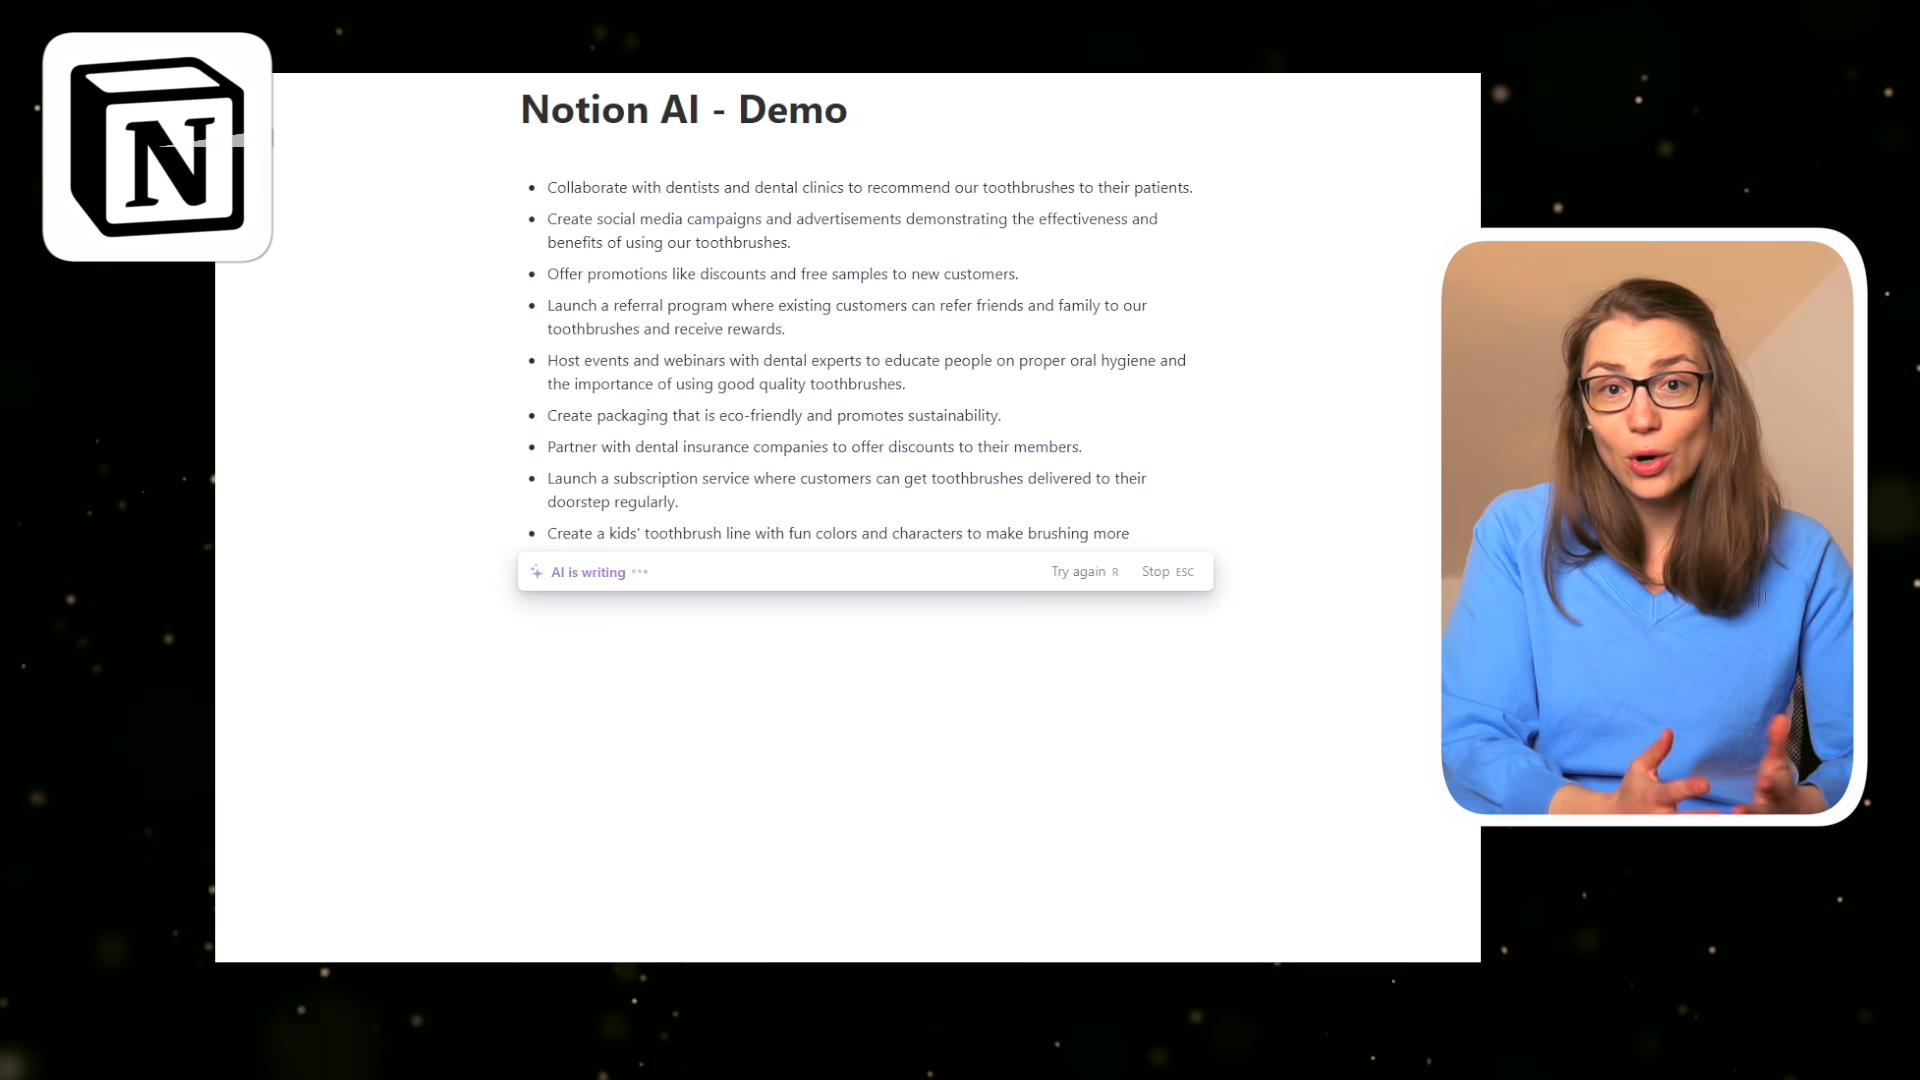 N
Notion AI - Demo
• Collaborate with dentists and dental clinics to recommend our toothbrushes to their patients.
• Create social media campaigns and advertisements demonstrating the effectiveness and
benefits of using our toothbrushes.
• Offer promotions like discounts and free samples to new customers.
• Launch a referral program where existing customers can refer friends and family to our
toothbrushes and receive rewards.
• Host events and webinars with dental experts to educate people on proper oral hygiene and
the importance of using good quality toothbrushes.
• Create packaging that is eco-friendly and promotes sustainability.
• Partner with dental insurance companies to offer discounts to their members.
• Launch a subscription service where customers can get toothbrushes delivered to their
doorstep regularly.
• Create a kids' toothbrush line with fun colors and characters to make brushing more
AI is writing ••• Try again R Stop ESC